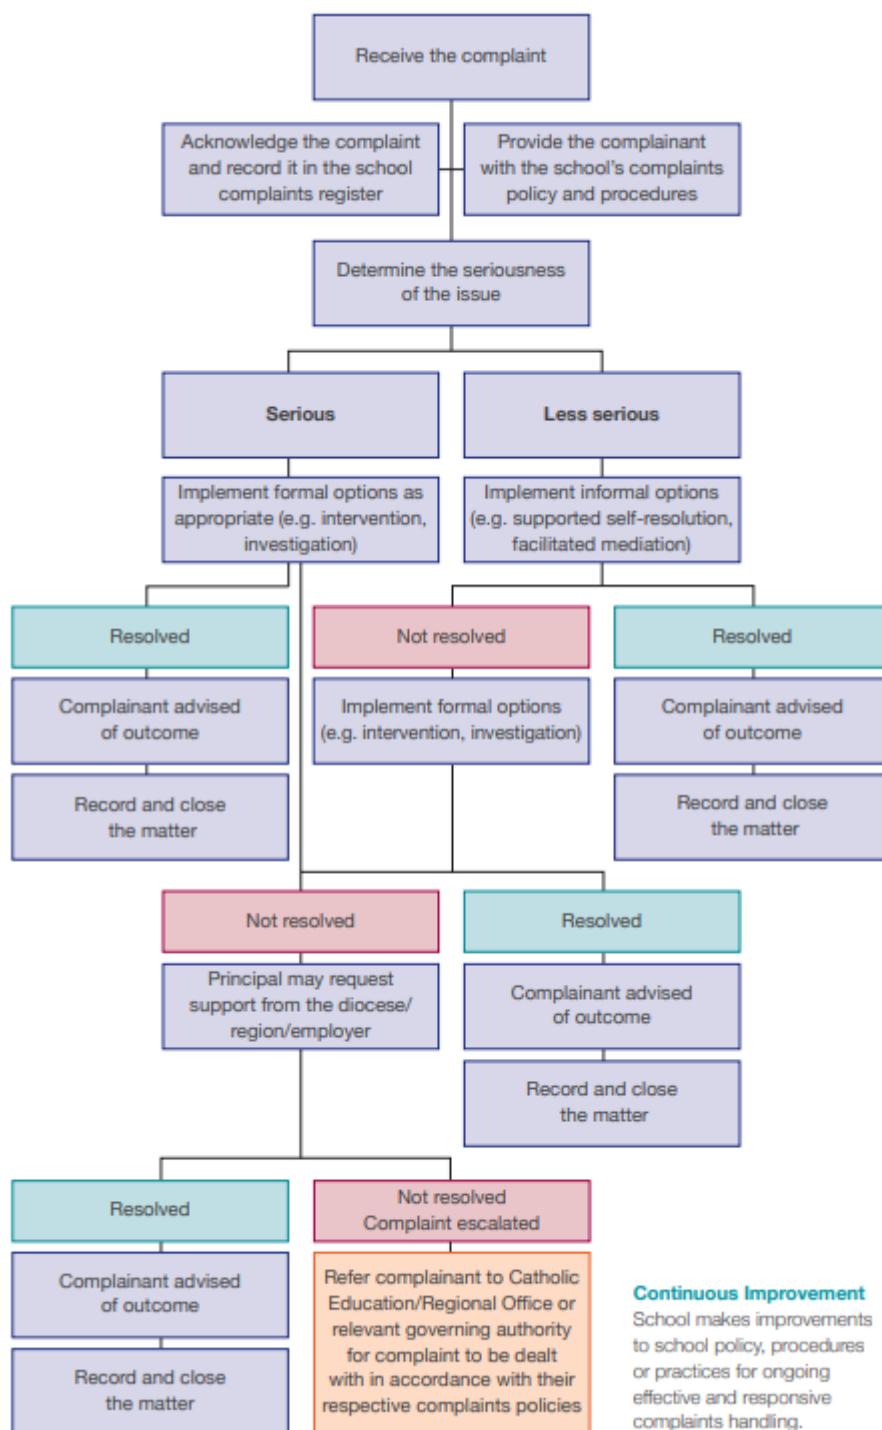 Receive the complaint
Acknowledge the complaint
and record it in the school
complaints register
Provide the complainant
with the school's complaints
policy and procedures
Determine the seriousness
of the issue
Serious
Less serious
Implement formal options as
appropriate (e.g. intervention,
investigation)
Implement informal options
(e.g. supported self-resolution,
facilitated mediation)
Resolved
Not resolved
Resolved
Complainant advised
of outcome
Implement formal options
(e.g. intervention, investigation)
Complainant advised
of outcome
Record and close
the matter
Record and close
the matter
Not resolved
Resolved
Principal may request
support from the diocese/
region/employer
Complainant advised
of outcome
Record and close
the matter
Resolved
Not resolved
Complaint escalated
Complainant advised
of outcome
Record and close
the matter
Refer complainant to Catholic
Education/Regional Office or
relevant governing authority
for complaint to be dealt
with in accordance with their
respective complaints policies
Continuous Improvement
School makes improvements
to school policy, procedures
or practices for ongoing
effective and responsive
complaints handling.